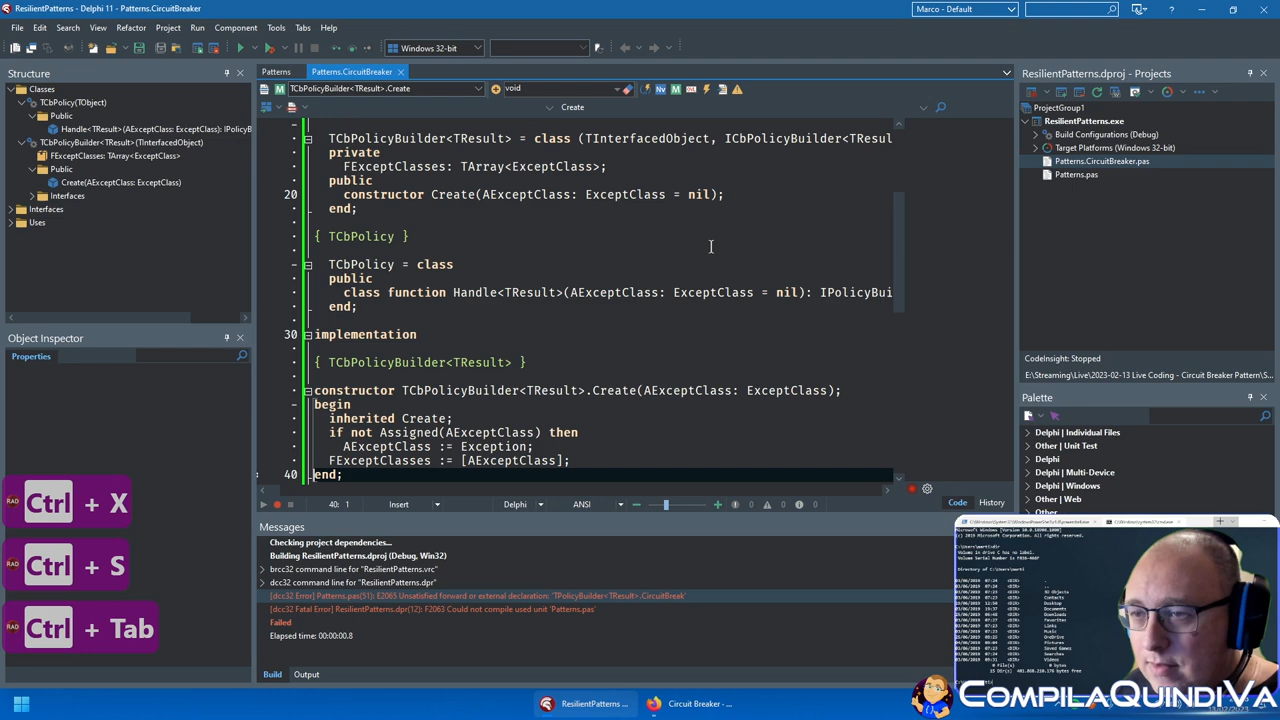 ResilientPatterns - Delphi 11 - Patterns.CircuitBreaker
Marco - Default
File Edit Search View Refactor Project Run Component Tools Tabs Help
Windows 32-bit
Structure
Classes
TCbPolicy(TObject)
Public
Handle<TResult>(AExceptClass: ExceptClass): IPolicyB
TCbPolicyBuilder<TResult>(TInterfacedObject)
FExceptClasses: TArray<ExceptClass>
Public
Create(AExceptClass: ExceptClass)
Interfaces
Interfaces
Uses
Object Inspector
Properties
Patterns
Patterns.CircuitBreaker
TCbPolicyBuilder<TResult>.Create
void
Create
TCbPolicyBuilder<TResult> = class (TInterfacedObject, ICbPolicyBuilder<TResul
private
FExceptClasses: TArray<ExceptClass>;
public
20 constructor Create(AExceptClass: ExceptClass = nil);
end;
{ TCbPolicy }
TCbPolicy = class
public
class function Handle<TResult>(AExceptClass: ExceptClass = nil): IPolicyBui
end;
30 implementation
{ TCbPolicyBuilder<TResult> }
constructor TCbPolicyBuilder<TResult>.Create(AExceptClass: ExceptClass);
begin
inherited Create;
if not Assigned(AExceptClass) then
AExceptClass := Exception;
FExceptClasses := [AExceptClass];
40 end;
40: 1 Insert Delphi ANSI 0 0 0
Code History
Messages
Checking project dependencies...
Building ResilientPatterns.dproj (Debug, Win32)
brcc32 command line for "ResilientPatterns.vrc"
dcc32 command line for "ResilientPatterns.dpr"
[dcc32 Error] Patterns.pas(51): E2065 Unsatisfied forward or external declaration: 'TPolicyBuilder<TResult>.CircuitBreak'
[dcc32 Fatal Error] ResilientPatterns.dpr(12): F2063 Could not compile used unit 'Patterns.pas'
Failed
Build Output
ResilientPatterns.dproj - Projects
ProjectGroup1
ResilientPatterns.exe
Build Configurations (Debug)
Target Platforms (Windows 32-bit)
Patterns.CircuitBreaker.pas
Patterns.pas
CodeInsight: Stopped
E:\Streaming\Live\2023-02-13 Live Coding - Circuit Breaker Pattern\S...
Palette
Delphi | Individual Files
Other | Unit Test
Delphi
Delphi | Multi-Device
Delphi | Windows
Other | Web
Other
RAD Ctrl + X
RAD Ctrl + S
RAD Ctrl + Tab
ResilientPatterns ...
Circuit Breaker - ...
CompilaQuindiVa